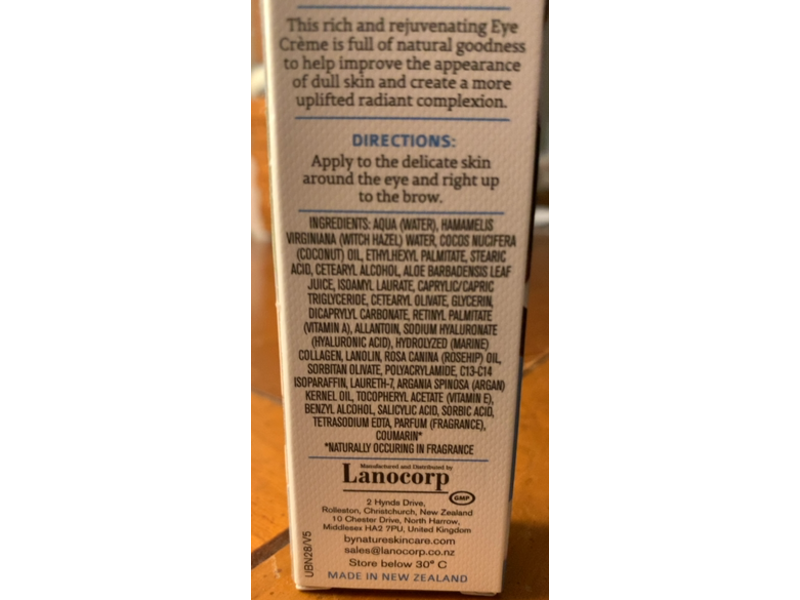 This rich and rejuvenating Eye
Crème is full of natural goodness
to help improve the appearance
of dull skin and create a more
uplifted radiant complexion.
DIRECTIONS:
Apply to the delicate skin
around the eye and right up
to the brow.
INGREDIENTS: AQUA (WATER), HAMAMELIS
VIRGINIANA (WITCH HAZEL) WATER, COCOS NUCIFERA
(COCONUT) OIL, ETHYLHEXYL PALMITATE, STEARIC
ACID, CETEARYL ALCOHOL, ALOE BARBADENSIS LEAF
JUICE, ISOAMYL LAURATE, CAPRYLIC/CAPRIC
TRIGLYCERIDE, CETEARYL OLIVATE, GLYCERIN,
DICAPRYLYL CARBONATE, RETINYL PALMITATE
(VITAMIN A), ALLANTOIN, SODIUM HYALURONATE
(HYALURONIC ACID), HYDROLYZED (MARINE)
COLLAGEN, LANOLIN, ROSA CANINA (ROSEHIP) OIL,
SORBITAN OLIVATE, POLYACRYLAMIDE, C13-C14
ISOPARAFFIN, LAURETH-7, ARGANIA SPINOSA (ARGAN)
KERNEL OIL, TOCOPHERYL ACETATE (VITAMIN E),
BENZYL ALCOHOL, SALICYLIC ACID, SORBIC ACID,
TETRASODIUM EDTA, PARFUM (FRAGRANCE),
COUMARIN*
*NATURALLY OCCURING IN FRAGRANCE
Manufactured and Distributed by
Lanocorp
GMP
2 Hynds Drive,
Rolleston, Christchurch, New Zealand
10 Chester Drive, North Harrow,
Middlesex HA2 7PU, United Kingdom
bynatureskincare.com
sales@lanocorp.co.nz
Store below 30° C
MADE IN NEW ZEALAND
UBN28/V5